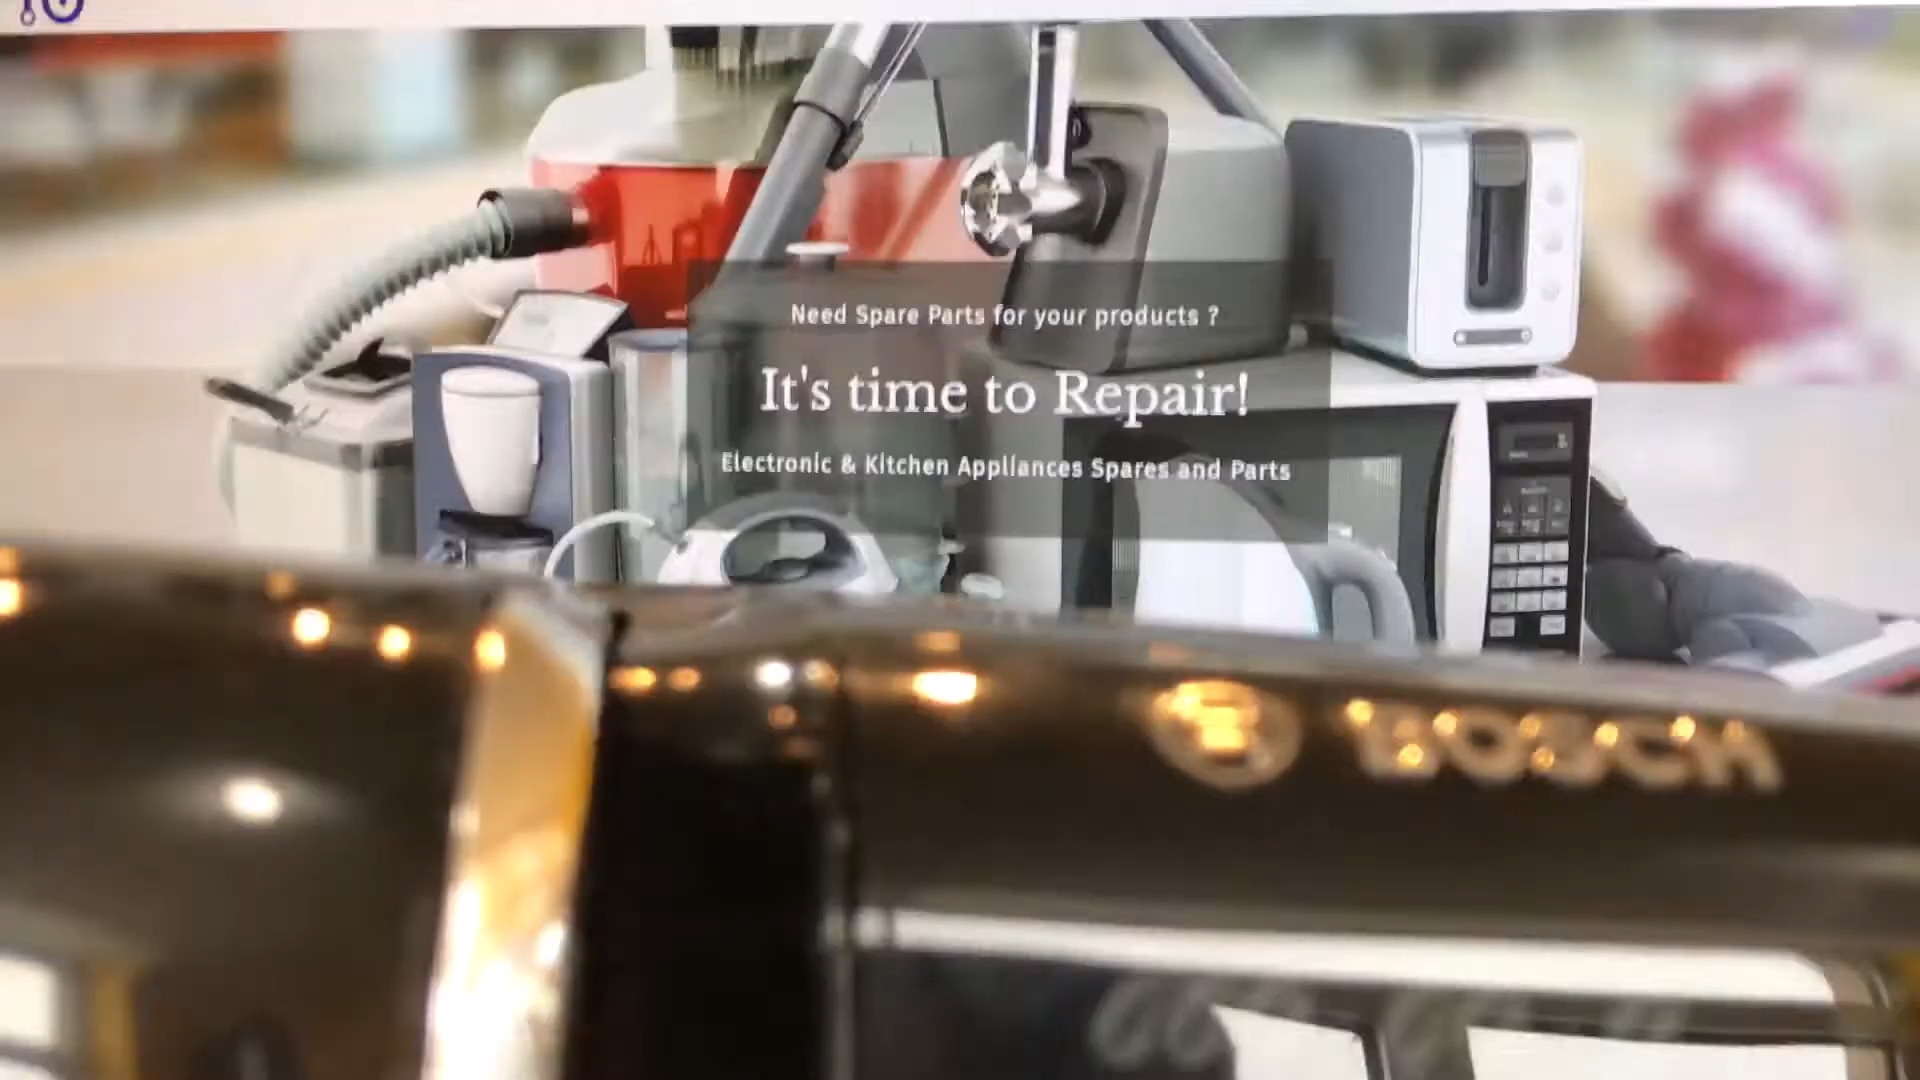 Need Spare Parts for your products ?
It's time to Repair!
Electronic & Kitchen Appliances Spares and Parts
BOSCH